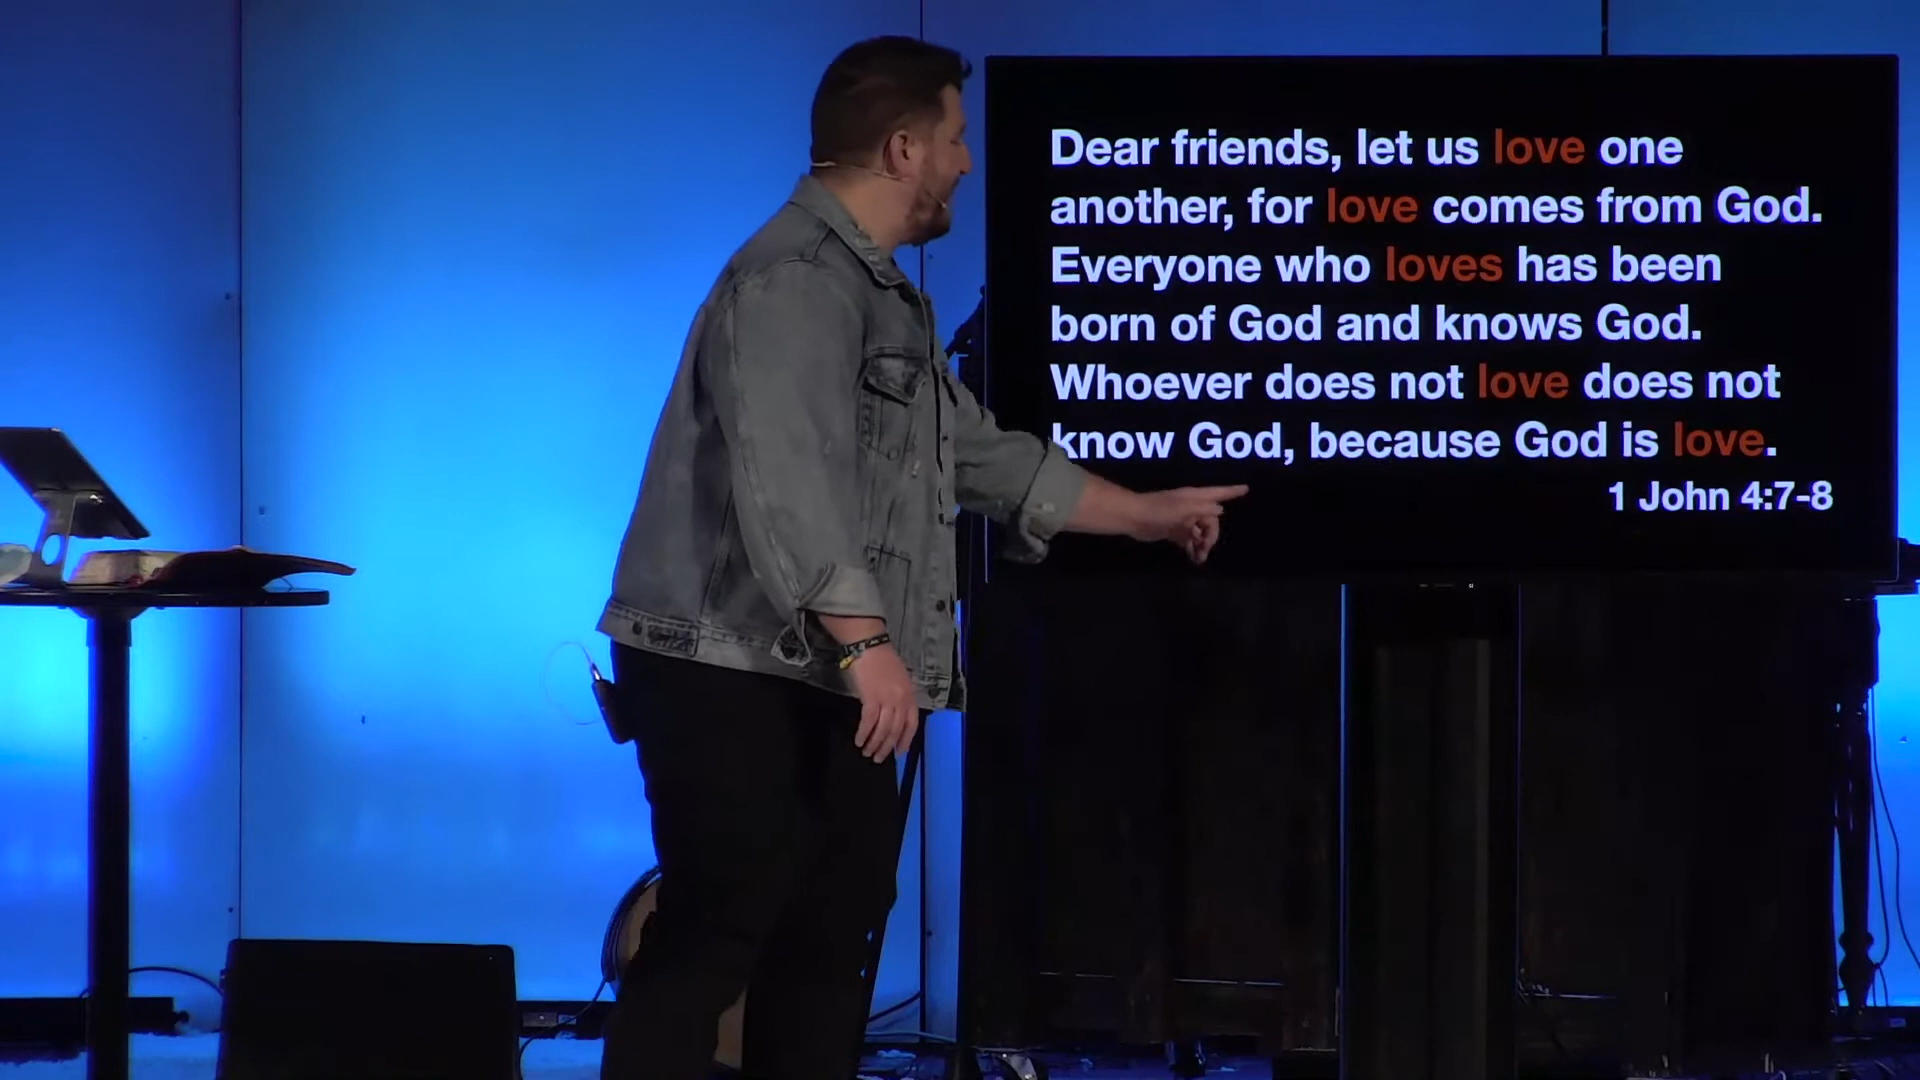 Dear friends, let us love one
another, for love comes from God.
Everyone who loves has been
born of God and knows God.
Whoever does not love does not
know God, because God is love.
1 John 4:7-8